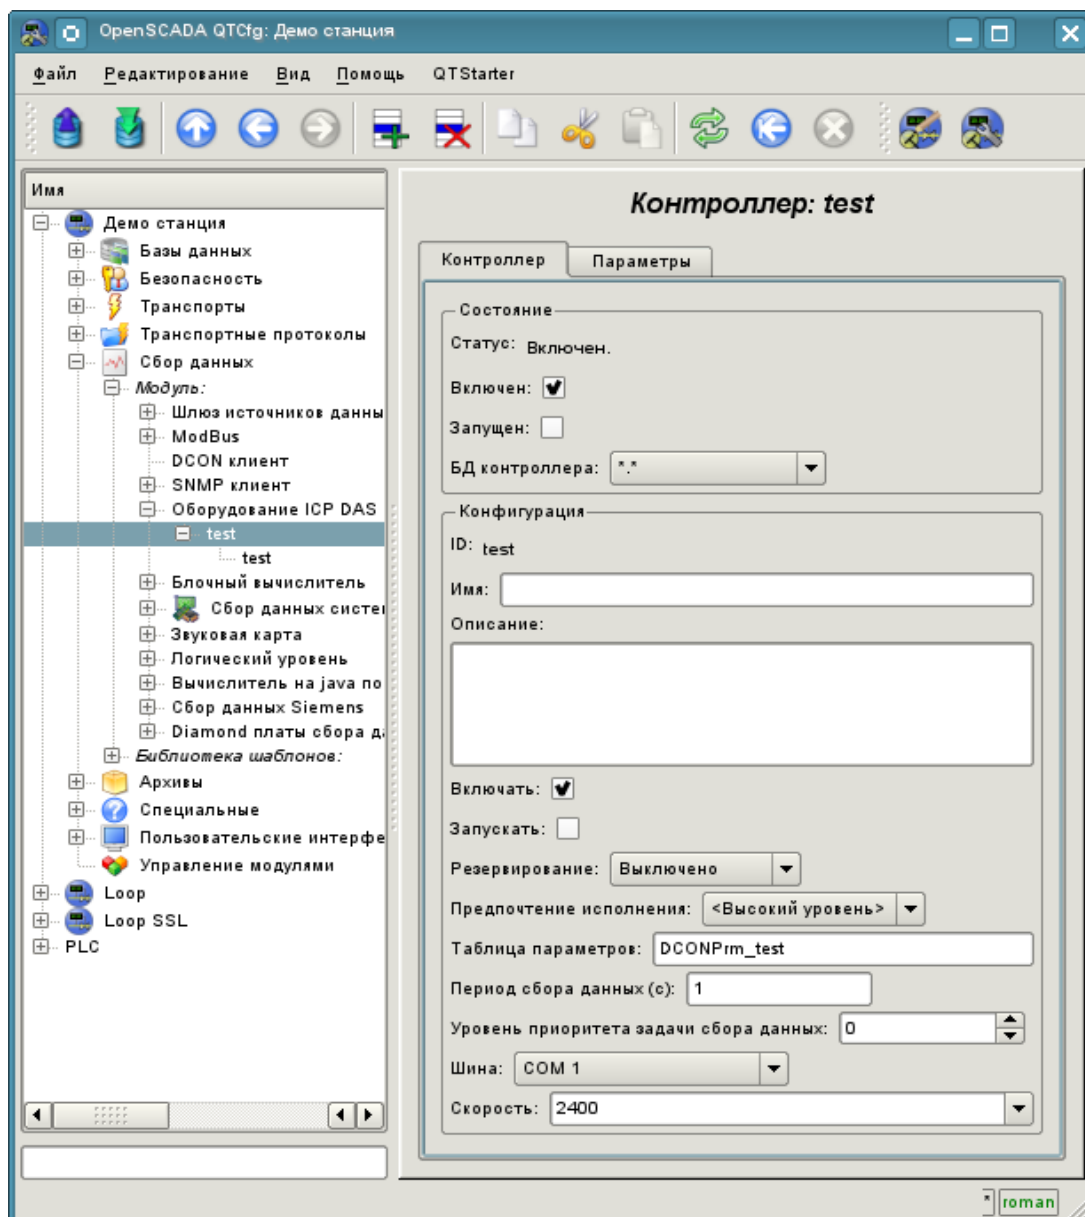 OpenSCADA QTCfg: Демо станция
Файл Редактирование Вид Помощь QTStarter
Имя
Демо станция
Базы данных
Безопасность
Транспорты
Транспортные протоколы
Сбор данных
Модуль:
Шлюз источников данны
ModBus
DCON клиент
SNMP клиент
Оборудование ICP DAS
test
test
Блочный вычислитель
Сбор данных систем
Звуковая карта
Логический уровень
Вычислитель на java по
Сбор данных Siemens
Diamond платы сбора да
Библиотека шаблонов:
Архивы
Специальные
Пользовательские интерфе
Управление модулями
Loop
Loop SSL
PLC
Контроллер: test
Контроллер Параметры
Состояние
Статус: Включен.
Включен:
Запущен:
БД контроллера: *.*
Конфигурация
ID: test
Имя:
Описание:
Включать:
Запускать:
Резервирование: Выключено
Предпочтение исполнения: <Высокий уровень>
Таблица параметров: DCONPrm_test
Период сбора данных (с): 1
Уровень приоритета задачи сбора данных: 0
Шина: COM 1
Скорость: 2400
* roman